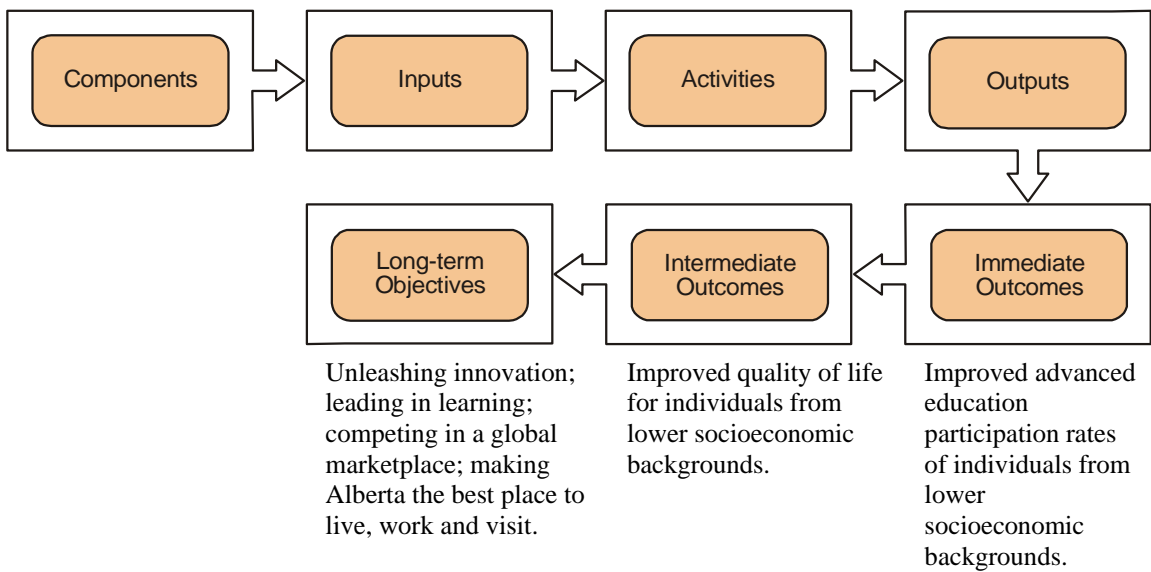 Components
Inputs
Activities
Outputs
Long-term
Objectives
Intermediate
Outcomes
Immediate
Outcomes
Unleashing innovation;
leading in learning;
competing in a global
marketplace; making
Alberta the best place to
live, work and visit.
Improved quality of life
for individuals from
lower socioeconomic
backgrounds.
Improved advanced
education
participation rates
of individuals from
lower
socioeconomic
backgrounds.